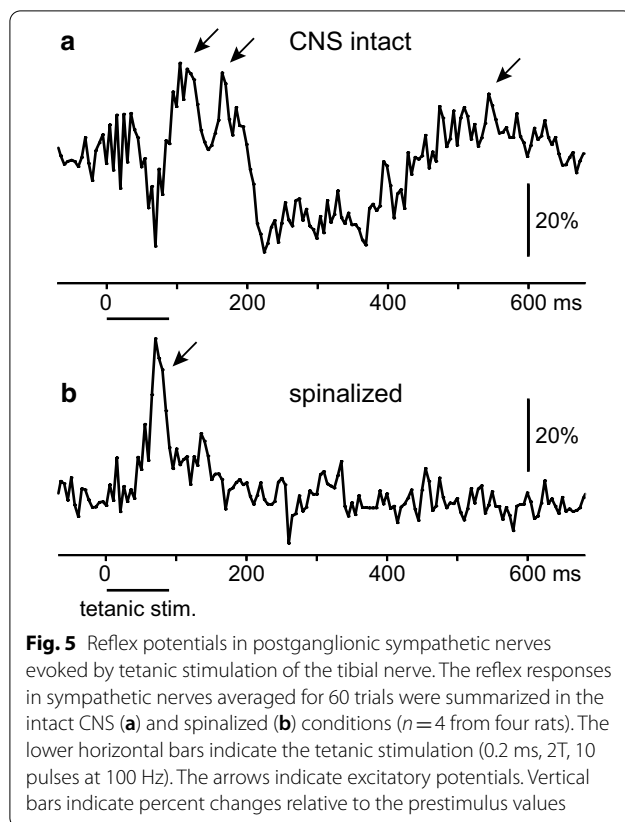 a
CNS intact
20%
0 200 400 600 ms
b
spinalized
20%
0 200 400 600 ms
tetanic stim.
Fig. 5 Reflex potentials in postganglionic sympathetic nerves
evoked by tetanic stimulation of the tibial nerve. The reflex responses
in sympathetic nerves averaged for 60 trials were summarized in the
intact CNS (a) and spinalized (b) conditions (n = 4 from four rats). The
lower horizontal bars indicate the tetanic stimulation (0.2 ms, 2T, 10
pulses at 100 Hz). The arrows indicate excitatory potentials. Vertical
bars indicate percent changes relative to the prestimulus values